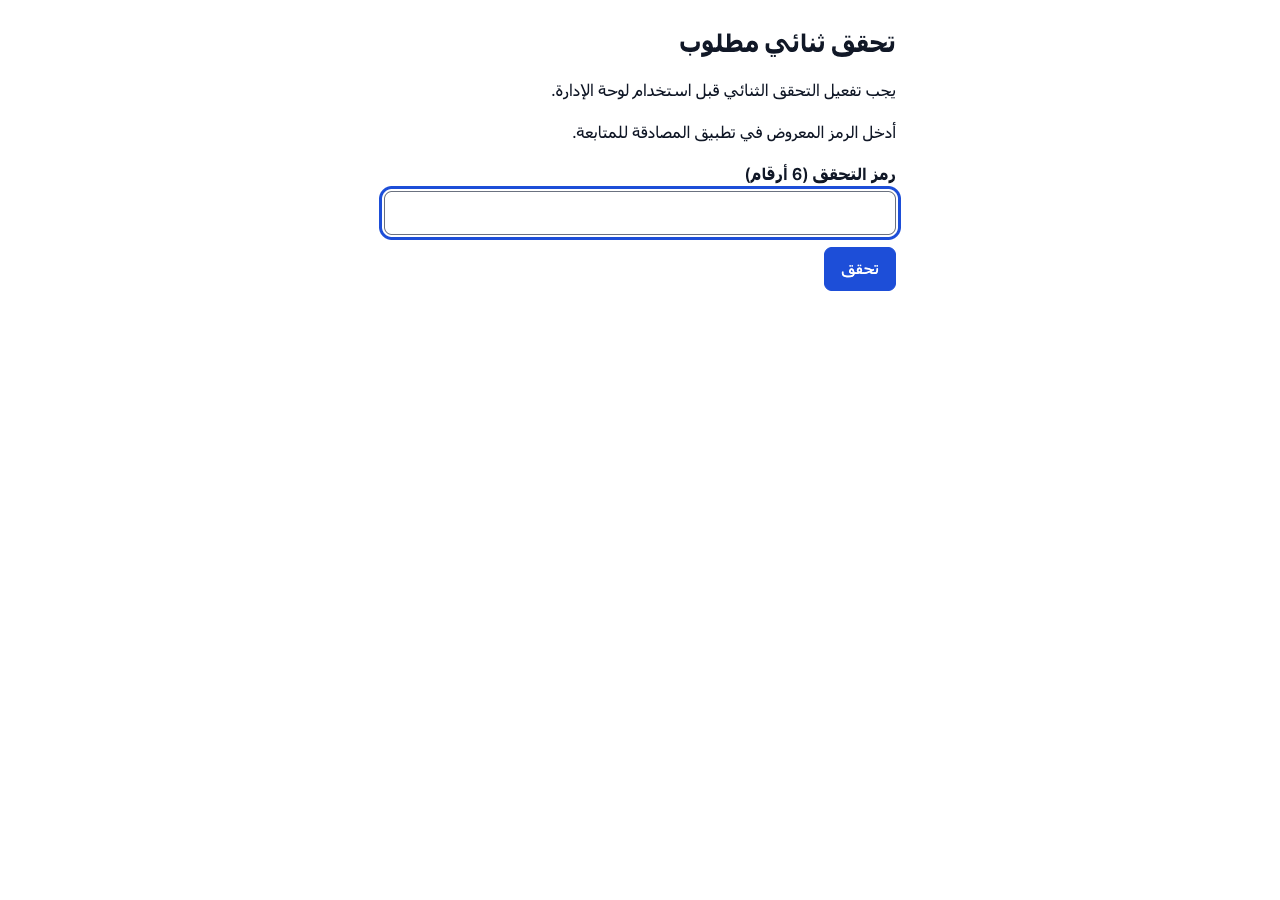 تحقق ثنائي مطلوب
يجب تفعيل التحقق الثنائي قبل استخدام لوحة الإدارة.
أدخل الرمز المعروض في تطبيق المصادقة للمتابعة.
رمز التحقق (6 أرقام)
تحقق